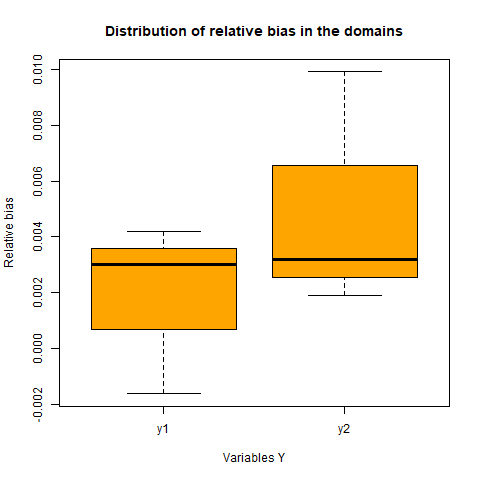 Distribution of relative bias in the domains
Relative bias
0.010
0.008
0.006
0.004
0.002
0.000
-0.002
y1
y2
Variables Y